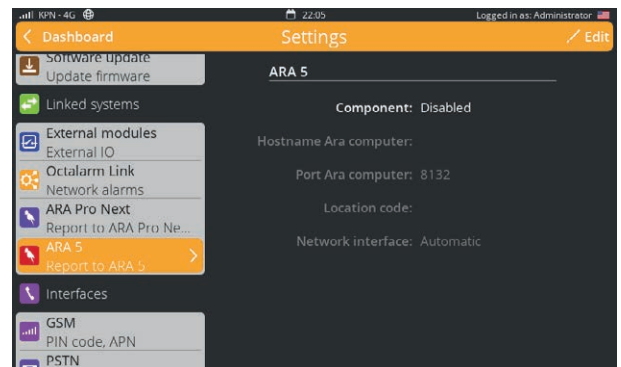 KPN - 4G 22:05 Logged in as: Administrator
Dashboard Settings Edit
Software update
Update firmware
Linked systems
External modules
External IO
Octalarm Link
Network alarms
ARA Pro Next
Report to ARA Pro Ne...
ARA 5
Report to ARA 5
Interfaces
GSM
PIN code, APN
PSTN
ARA 5
Component: Disabled
Hostname Ara computer:
Port Ara computer: 8132
Location code:
Network interface: Automatic